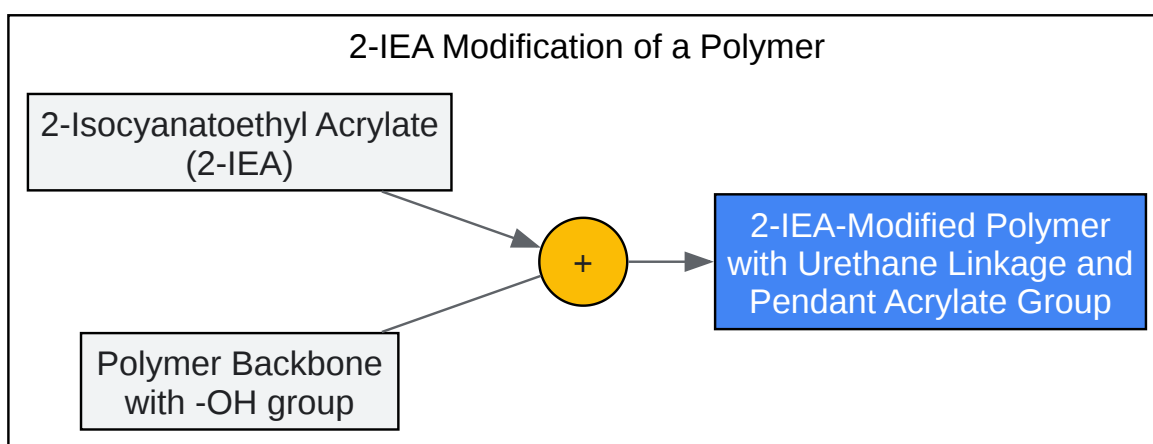 2-IEA Modification of a Polymer
2-Isocyanatoethyl Acrylate
(2-IEA)
+
2-IEA-Modified Polymer
with Urethane Linkage and
Pendant Acrylate Group
Polymer Backbone
with -OH group